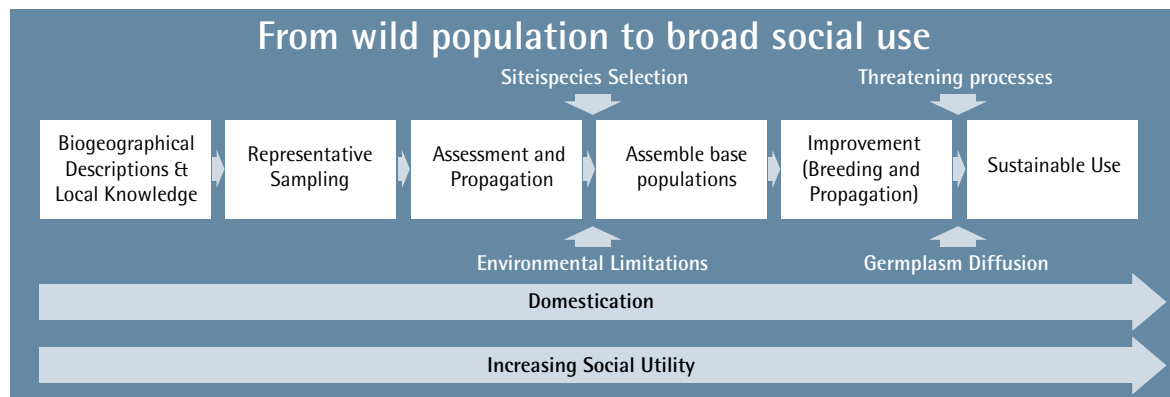 From wild population to broad social use
Siteispecies Selection
Threatening processes
Biogeographical
Descriptions &
Local Knowledge
Representative
Sampling
Assessment and
Propagation
Assemble base
populations
Improvement
(Breeding and
Propagation)
Sustainable Use
Environmental Limitations
Germplasm Diffusion
Domestication
Increasing Social Utility